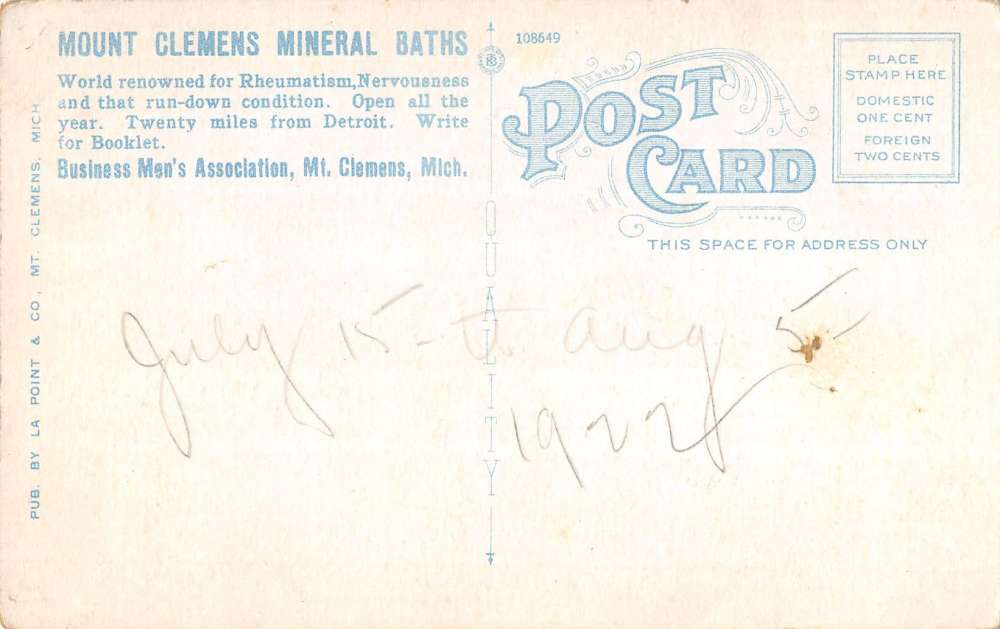 MOUNT CLEMENS MINERAL BATHS
World renowned for Rheumatism, Nervousness
and that run-down condition. Open all the
year. Twenty miles from Detroit. Write
for Booklet.
Business Men's Association, Mt. Clemens, Mich.
PUB. BY LA POINT & CO., MT. CLEMENS, MICH
QUALITY
108649
POST
CARD
PLACE
STAMP HERE
DOMESTIC
ONE CENT
FOREIGN
TWO CENTS
THIS SPACE FOR ADDRESS ONLY
July 15 - to Aug 5 -
1922